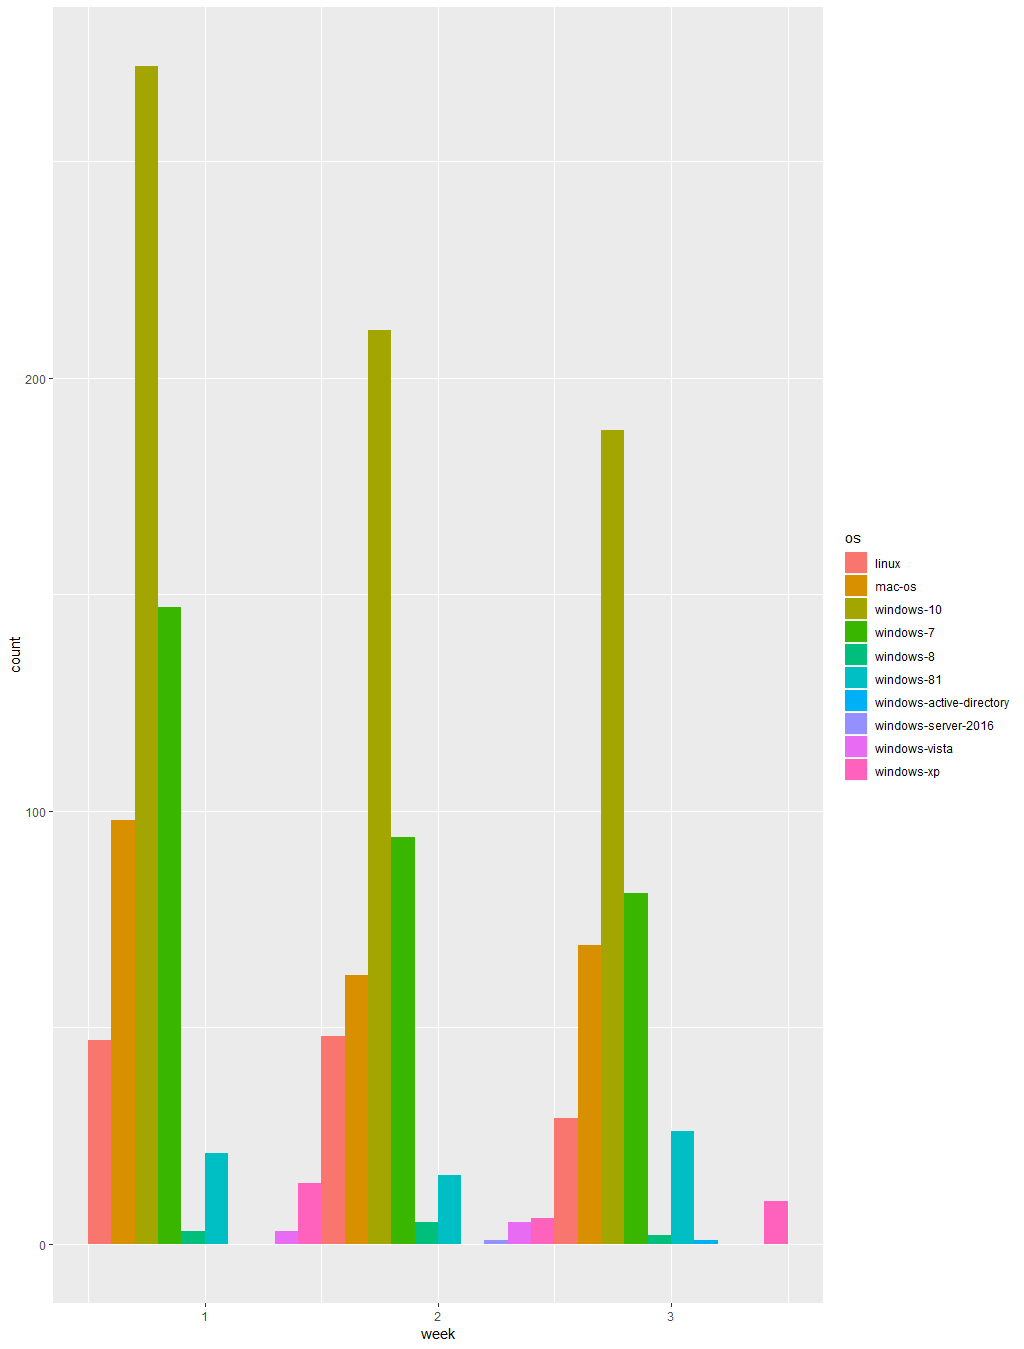 200
100
0
count
1 2 3
week
os
linux
mac-os
windows-10
windows-7
windows-8
windows-81
windows-active-directory
windows-server-2016
windows-vista
windows-xp